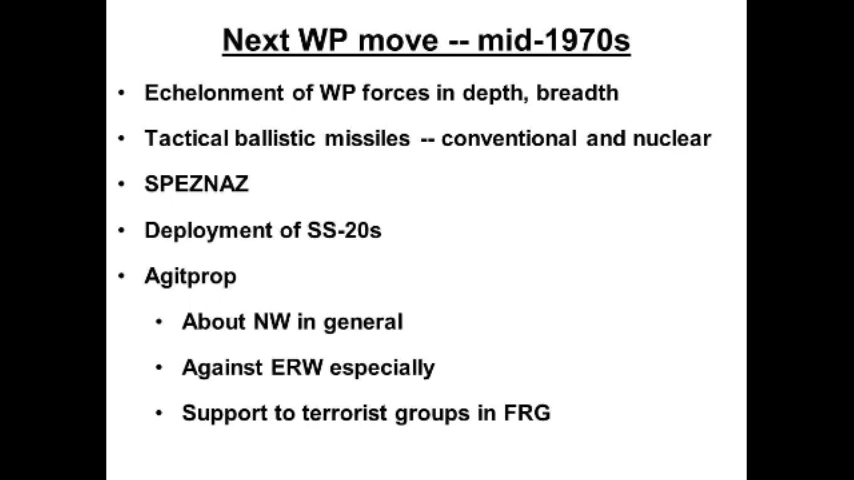 Next WP move -- mid-1970s
• Echelonment of WP forces in depth, breadth
• Tactical ballistic missiles -- conventional and nuclear
• SPEZNAZ
• Deployment of SS-20s
• Agitprop
• About NW in general
• Against ERW especially
• Support to terrorist groups in FRG